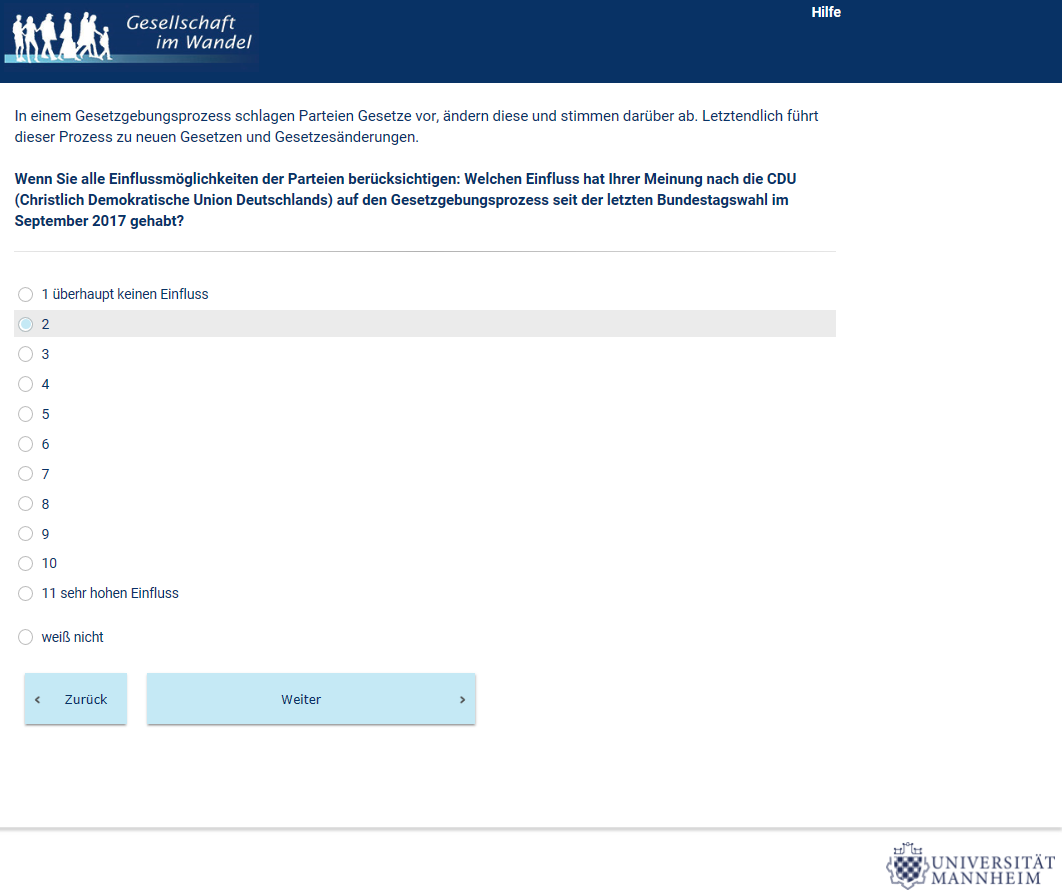 Gesellschaft
im Wandel
Hilfe
In einem Gesetzgebungsprozess schlagen Parteien Gesetze vor, ändern diese und stimmen darüber ab. Letztendlich führt
dieser Prozess zu neuen Gesetzen und Gesetzesänderungen.
Wenn Sie alle Einflussmöglichkeiten der Parteien berücksichtigen: Welchen Einfluss hat Ihrer Meinung nach die CDU
(Christlich Demokratische Union Deutschlands) auf den Gesetzgebungsprozess seit der letzten Bundestagswahl im
September 2017 gehabt?
1 überhaupt keinen Einfluss
2
3
4
5
6
7
8
9
10
11 sehr hohen Einfluss
weiß nicht
Zurück
Weiter
UNIVERSITÄT
MANNHEIM